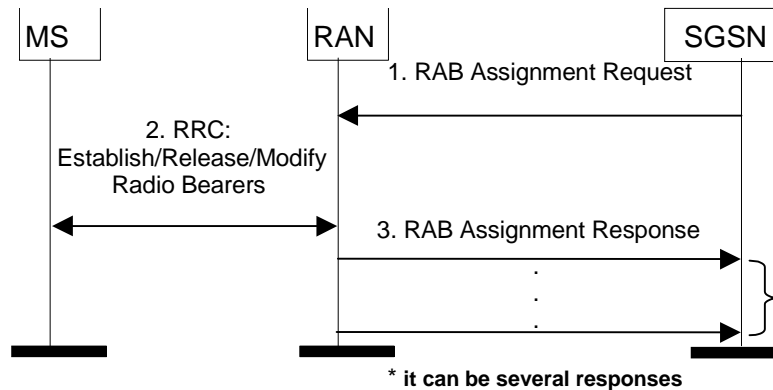 MS
RAN
SGSN
1. RAB Assignment Request
2. RRC:
Establish/Release/Modify
Radio Bearers
3. RAB Assignment Response
.
.
.
* it can be several responses